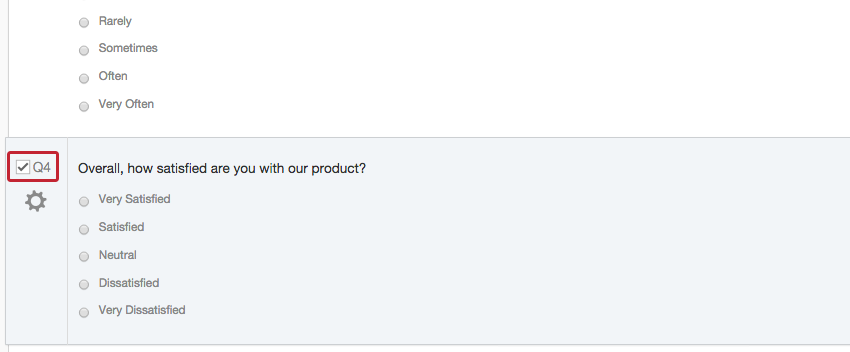 Rarely
Sometimes
Often
Very Often
Q4
Overall, how satisfied are you with our product?
Very Satisfied
Satisfied
Neutral
Dissatisfied
Very Dissatisfied